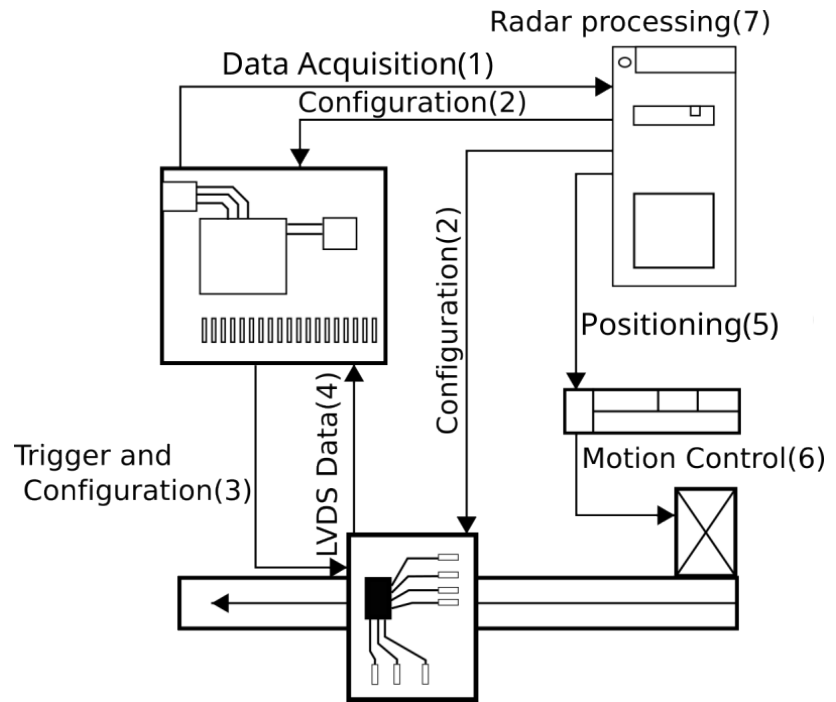 Radar processing(7)
Data Acquisition(1)
Configuration(2)
Configuration(2)
Positioning(5)
LVDS Data(4)
Trigger and
Configuration(3)
Motion Control(6)